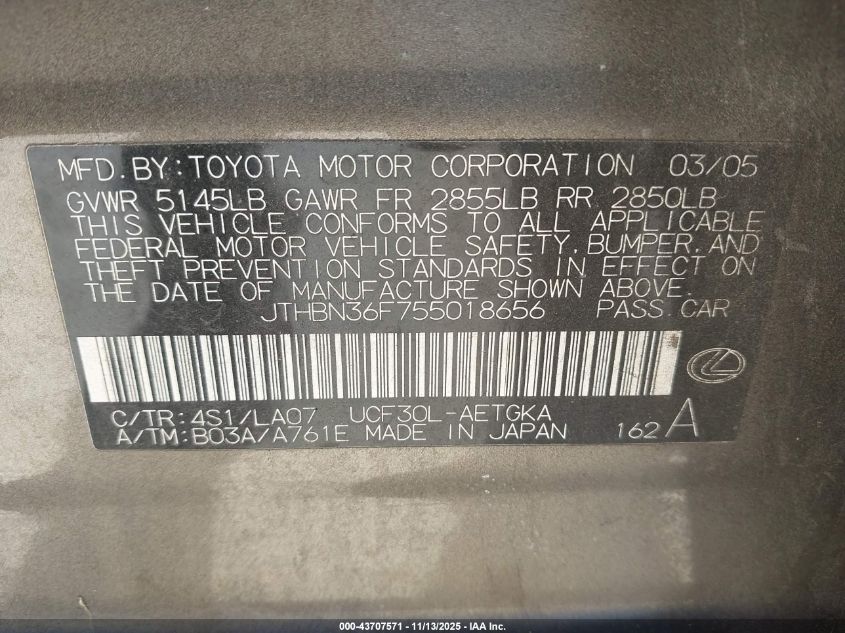 MFD. BY: TOYOTA MOTOR CORPORATION 03/05
GVWR 5145LB GAWR FR 2855LB RR 2850LB
THIS VEHICLE CONFORMS TO ALL APPLICABLE
FEDERAL MOTOR VEHICLE SAFETY, BUMPER, AND
THEFT PREVENTION STANDARDS IN EFFECT ON
THE DATE OF MANUFACTURE SHOWN ABOVE.
JTHBN36F755018656 PASS. CAR
C/TR: 4S1/LA07 UCF30L-AETGKA
A/TM: B03A/A761E MADE IN JAPAN 162 A
000-43707571 - 11/13/2025 - IAA Inc.